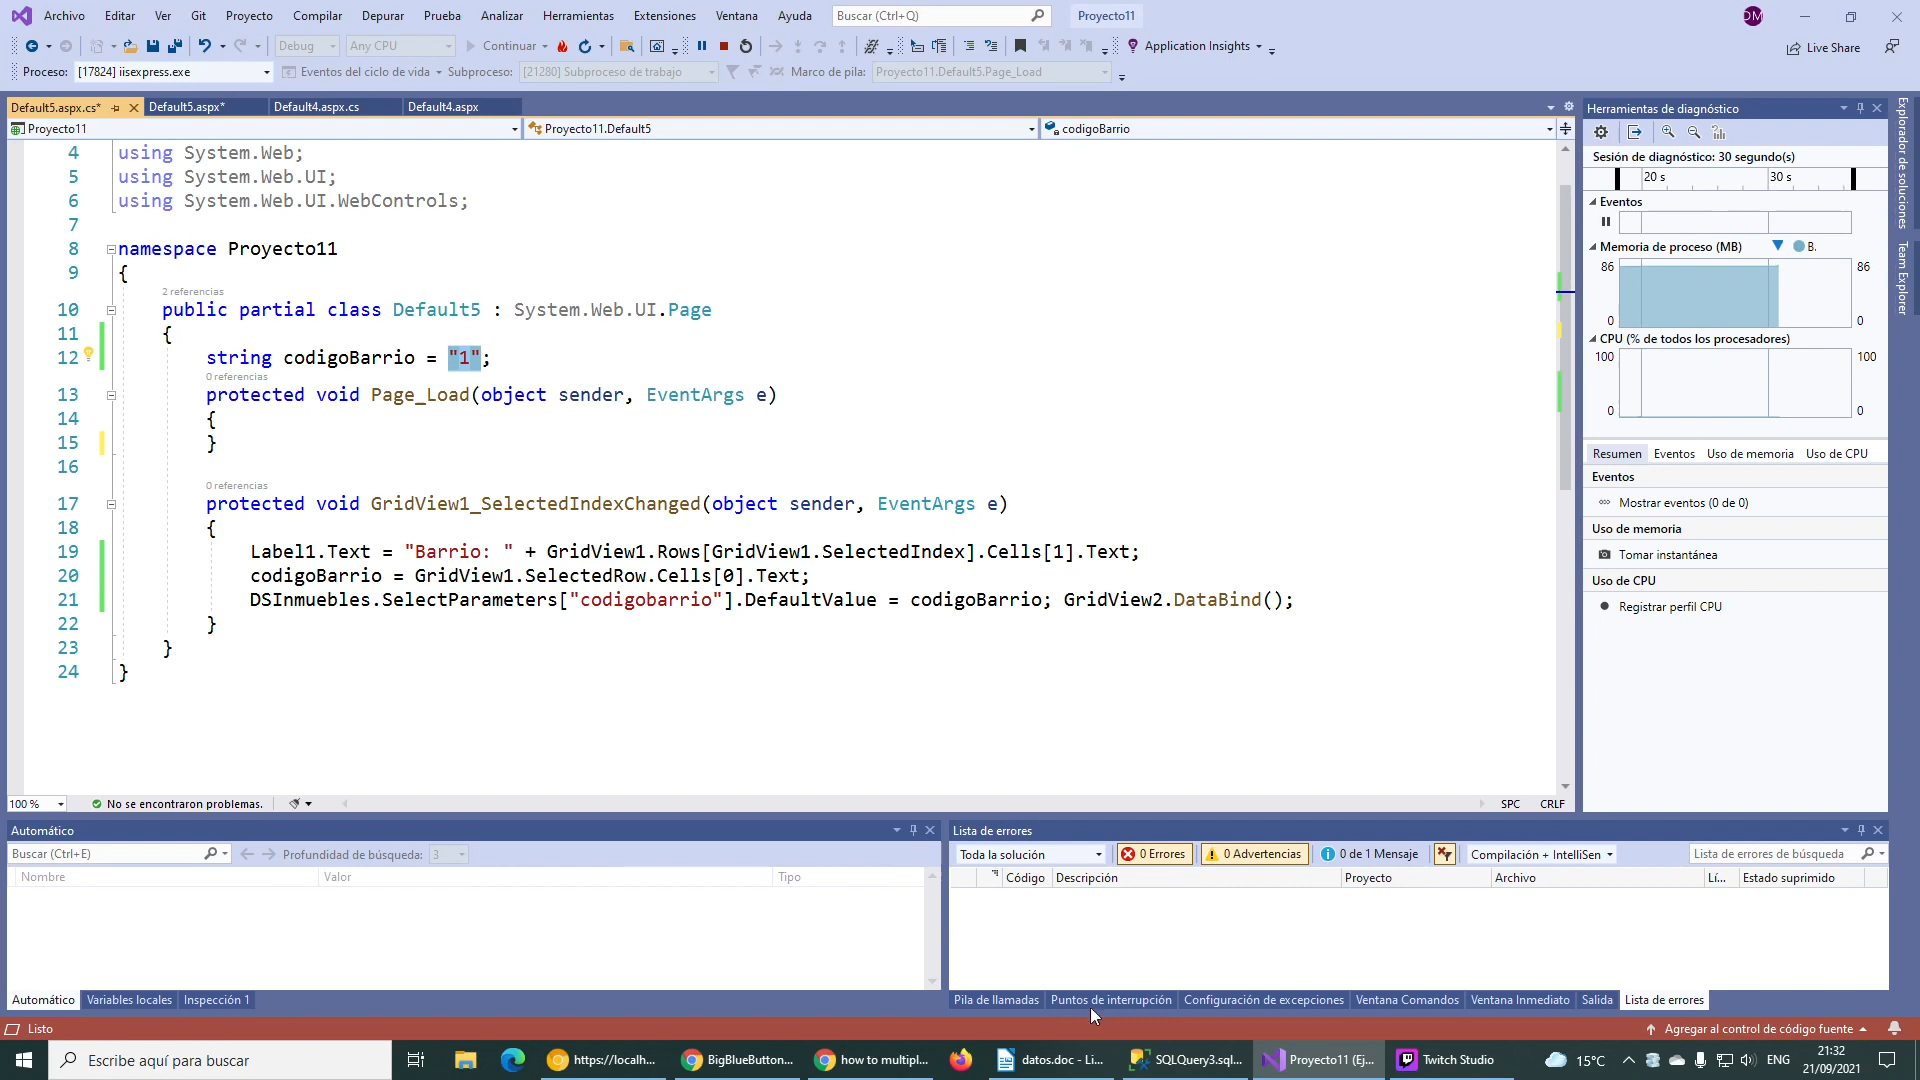 Archivo Editar Ver Git Proyecto Compilar Depurar Prueba Analizar Herramientas Extensiones Ventana Ayuda Buscar (Ctrl+Q) Proyecto11 DM
Debug Any CPU Continuar Application Insights Live Share
Proceso: [17824] iisexpress.exe Eventos del ciclo de vida Subproceso: [21280] Subproceso de trabajo Marco de pila: Proyecto11.Default5.Page_Load
Default5.aspx.cs* Default5.aspx* Default4.aspx.cs Default4.aspx
Proyecto11 Proyecto11.Default5 codigoBarrio
4 using System.Web;
5 using System.Web.UI;
6 using System.Web.UI.WebControls;
7
8 namespace Proyecto11
9 {
2 referencias
10 public partial class Default5 : System.Web.UI.Page
11 {
12 string codigoBarrio = "1";
0 referencias
13 protected void Page_Load(object sender, EventArgs e)
14 {
15 }
16
0 referencias
17 protected void GridView1_SelectedIndexChanged(object sender, EventArgs e)
18 {
19 Label1.Text = "Barrio: " + GridView1.Rows[GridView1.SelectedIndex].Cells[1].Text;
20 codigoBarrio = GridView1.SelectedRow.Cells[0].Text;
21 DSInmuebles.SelectParameters["codigobarrio"].DefaultValue = codigoBarrio; GridView2.DataBind();
22 }
23 }
24 }
100 % No se encontraron problemas. SPC CRLF
Herramientas de diagnóstico
Sesión de diagnóstico: 30 segundo(s)
20 s 30 s
Eventos
Memoria de proceso (MB) B.
86 86
0 0
CPU (% de todos los procesadores)
100 100
0 0
Resumen Eventos Uso de memoria Uso de CPU
Eventos
Mostrar eventos (0 de 0)
Uso de memoria
Tomar instantánea
Uso de CPU
Registrar perfil CPU
Explorador de soluciones
Team Explorer
Automático
Buscar (Ctrl+E) Profundidad de búsqueda: 3
Nombre Valor Tipo
Automático Variables locales Inspección 1
Lista de errores
Toda la solución 0 Errores 0 Advertencias 0 de 1 Mensaje Compilación + IntelliSen Lista de errores de búsqueda
Código Descripción Proyecto Archivo Lí... Estado suprimido
Pila de llamadas Puntos de interrupción Configuración de excepciones Ventana Comandos Ventana Inmediato Salida Lista de errores
Listo Agregar al control de código fuente
Escribe aquí para buscar https://localh... BigBlueButton... how to multipl... datos.doc - Li... SQLQuery3.sql... Proyecto11 (Ej... Twitch Studio 15°C ENG 21:32
21/09/2021